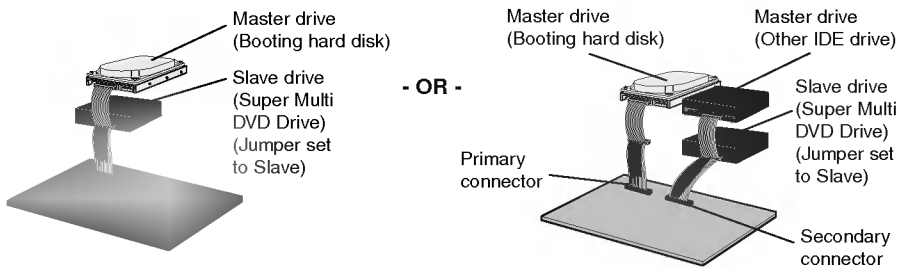 Master drive
(Booting hard disk)
Slave drive
(Super Multi
DVD Drive)
(Jumper set
to Slave)
- OR -
Master drive
(Booting hard disk)
Master drive
(Other IDE drive)
Slave drive
(Super Multi
DVD Drive)
(Jumper set
to Slave)
Primary
connector
Secondary
connector